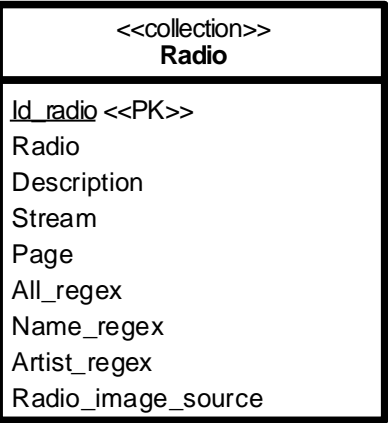 <<collection>>
Radio
Id_radio <<PK>>
Radio
Description
Stream
Page
All_regex
Name_regex
Artist_regex
Radio_image_source